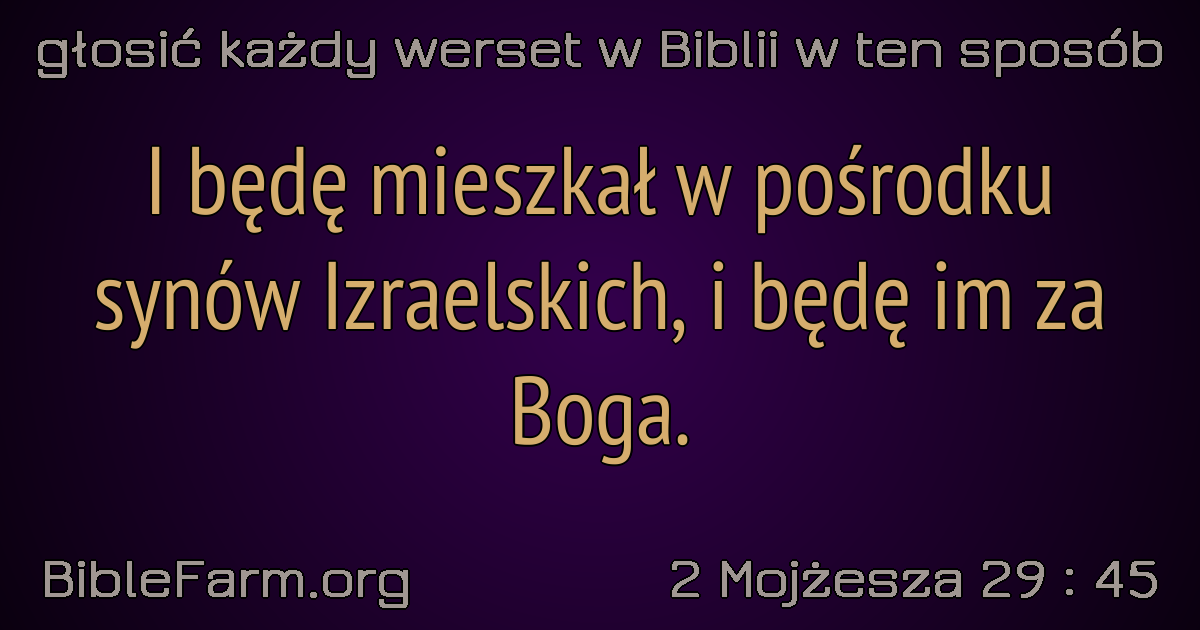 głosić każdy werset w Biblii w ten sposób
I będę mieszkał w pośrodku
synów Izraelskich, i będę im za
Boga.
BibleFarm.org
2 Mojżesza 29 : 45